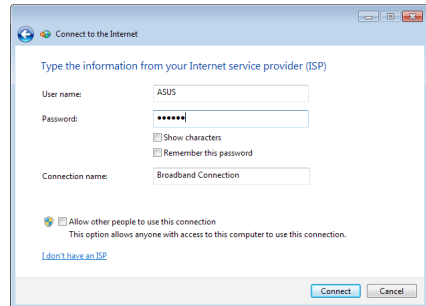 Connect to the Internet
Type the information from your Internet service provider (ISP)
User name: ASUS
Password: ••••••
Show characters
Remember this password
Connection name: Broadband Connection
Allow other people to use this connection
This option allows anyone with access to this computer to use this connection.
I don't have an ISP
Connect Cancel